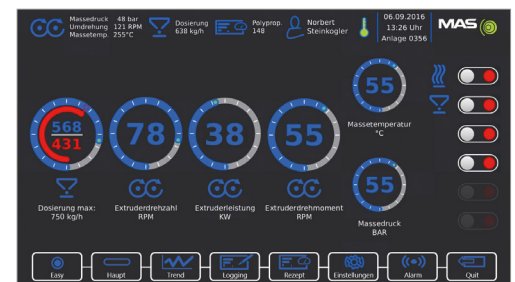 Massedruck 48 bar
Umdrehung 121 RPM
Massetemp. 255°C
Dosierung
638 kg/h
Polyprop.
148
Norbert
Steinkogler
06.09.2016
13:26 Uhr
Anlage 0356
MAS
568
431
78
38
55
55
Massetemperatur
°C
55
Massedruck
BAR
Dosierung max:
750 kg/h
Extruderdrehzahl
RPM
Extruderleistung
KW
Extruderdrehmoment
RPM
Easy
Haupt
Trend
Logging
Rezept
Einstellungen
Alarm
Quit